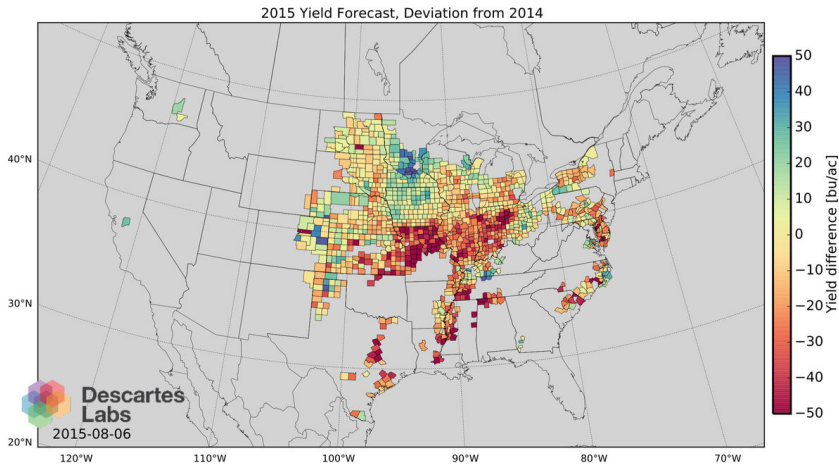 2015 Yield Forecast, Deviation from 2014
40°N
30°N
20°N
120°W
110°W
100°W
90°W
80°W
70°W
50
40
30
20
10
0
−10
−20
−30
−40
−50
Yield difference [bu/ac]
Descartes
Labs
2015-08-06